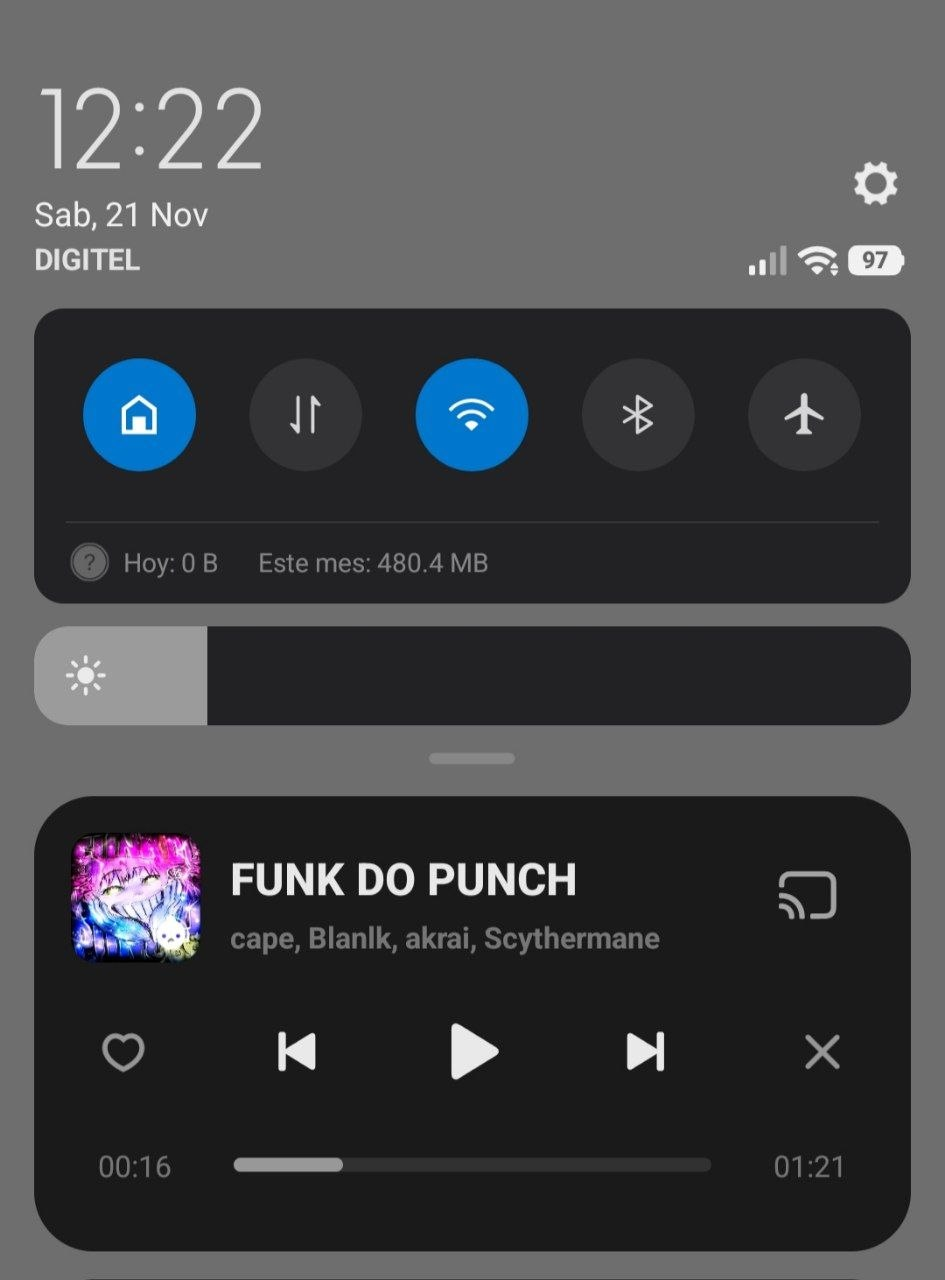 12:22
Sab, 21 Nov
DIGITEL
97
? Hoy: 0 B Este mes: 480.4 MB
FUNK DO PUNCH
cape, Blanlk, akrai, Scythermane
00:16 01:21